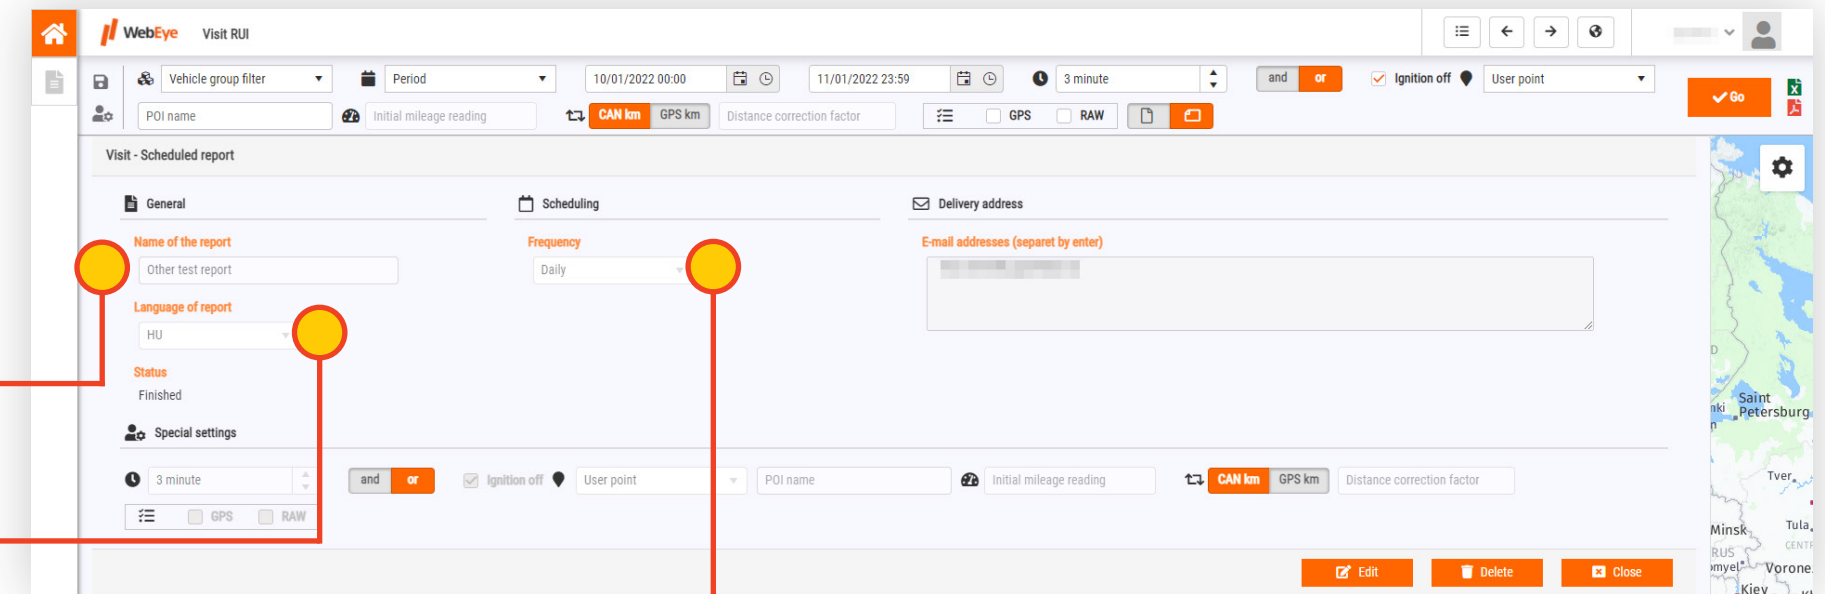 WebEye Visit RUI
Vehicle group filter Period 10/01/2022 00:00 11/01/2022 23:59 3 minute and or Ignition off User point
Go
POI name Initial mileage reading CAN km GPS km Distance correction factor GPS RAW
Visit - Scheduled report
General Scheduling Delivery address
Name of the report Frequency E-mail addresses (separet by enter)
Other test report Daily
Language of report
HU
Status
Finished
Special settings
3 minute and or Ignition off User point POI name Initial mileage reading CAN km GPS km Distance correction factor
GPS RAW
Edit Delete Close
Saint
Petersburg
Tver
Minsk Tula
RUS CENT
Vorone
Kiev